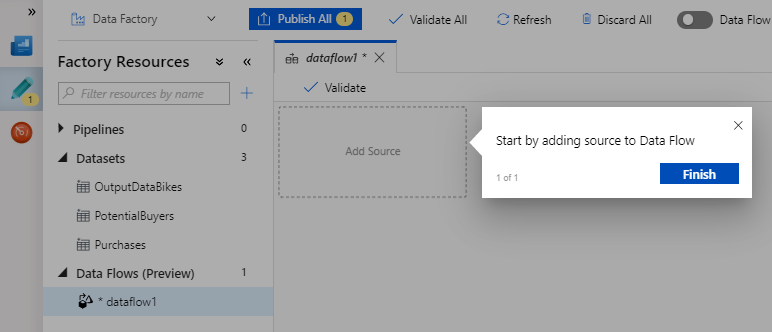 »
Data Factory
Publish All 1
Validate All
Refresh
Discard All
Data Flow
1
Factory Resources
«
Filter resources by name
+
Pipelines 0
Datasets 3
OutputDataBikes
PotentialBuyers
Purchases
Data Flows (Preview) 1
* dataflow1
dataflow1 *
Validate
Add Source
Start by adding source to Data Flow
1 of 1
Finish